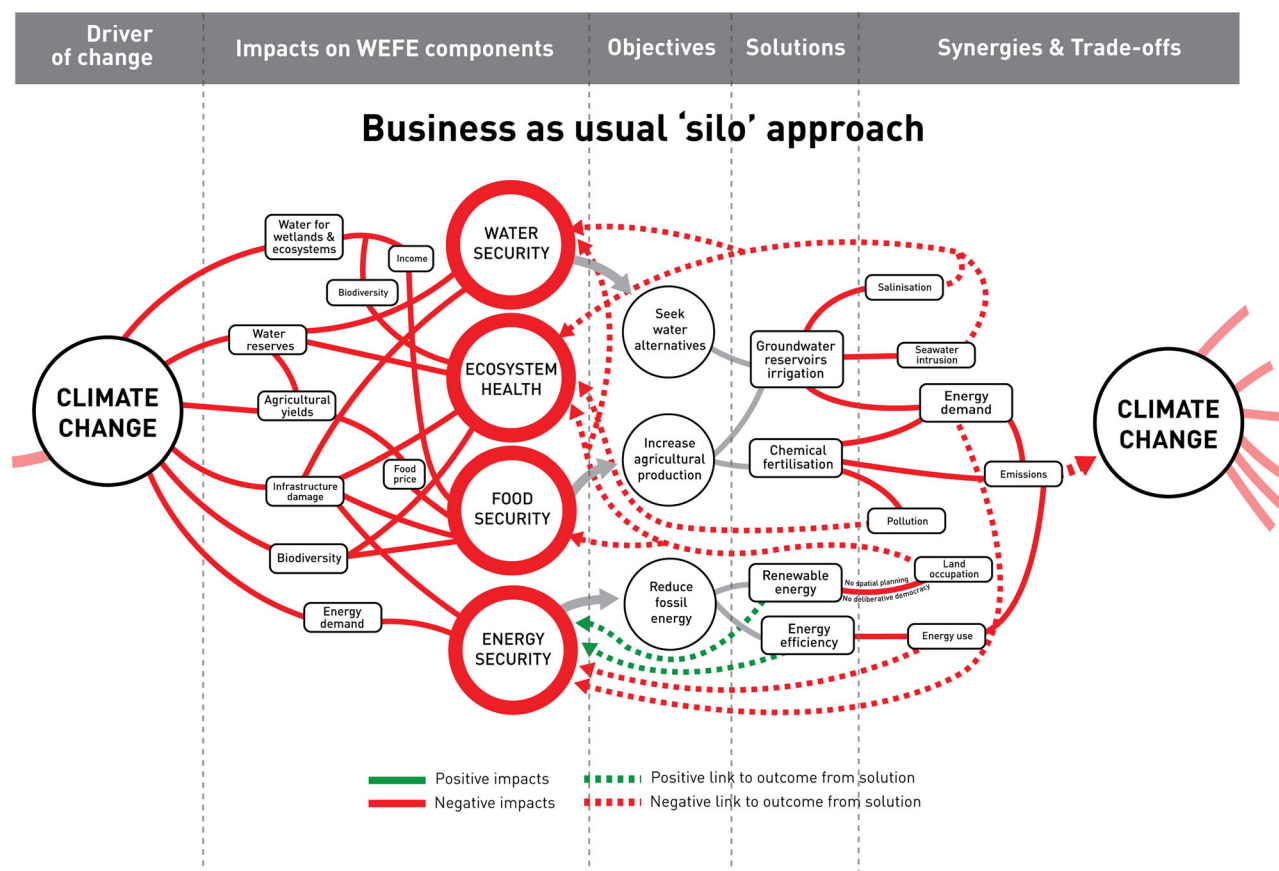 Driver
of change
Impacts on WEFE components
Objectives
Solutions
Synergies & Trade-offs
Business as usual ‘silo’ approach
CLIMATE
CHANGE
Water for
wetlands &
ecosystems
Income
Biodiversity
Water
reserves
Agricultural
yields
Food
price
Infrastructure
damage
Biodiversity
Energy
demand
WATER
SECURITY
ECOSYSTEM
HEALTH
FOOD
SECURITY
ENERGY
SECURITY
Seek
water
alternatives
Increase
agricultural
production
Reduce
fossil
energy
Groundwater
reservoirs
irrigation
Chemical
fertilisation
Renewable
energy
Energy
efficiency
No spatial planning
No deliberative democracy
Salinisation
Seawater
intrusion
Energy
demand
Emissions
Pollution
Land
occupation
Energy use
CLIMATE
CHANGE
Positive impacts
Positive link to outcome from solution
Negative impacts
Negative link to outcome from solution